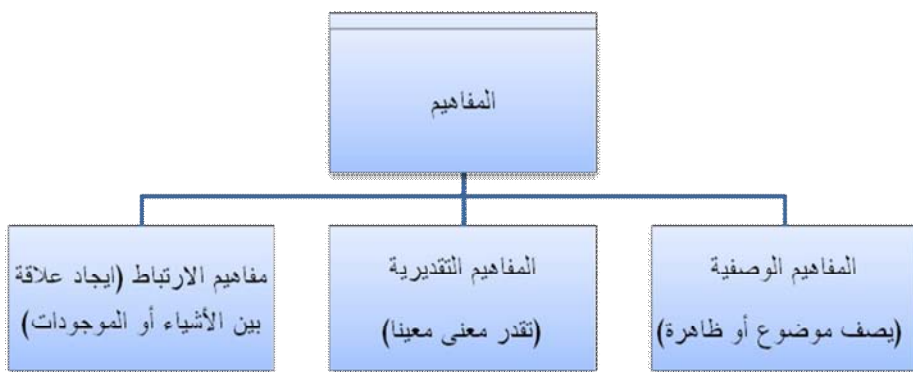 المفاهيم
المفاهيم الوصفية
(يصف موضوع أو ظاهرة)
المفاهيم التقديرية
(تقدر معنى معينا)
مفاهيم الارتباط (ايجاد علاقة
بين الأشياء أو الموجودات)